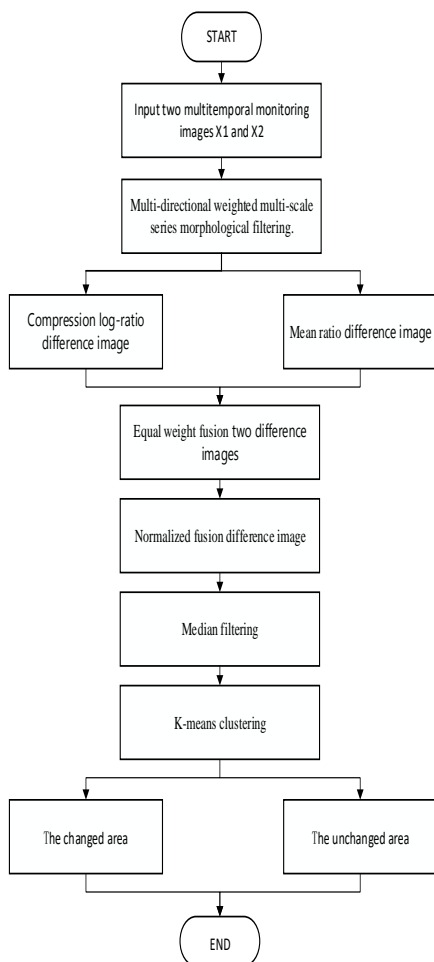 START
Input two multitemporal monitoring
images X1 and X2
Multi-directional weighted multi-scale
series morphological filtering.
Compression log-ratio
difference image
Mean ratio difference image
Equal weight fusion two difference
images
Normalized fusion difference image
Median filtering
K-means clustering
The changed area
The unchanged area
END